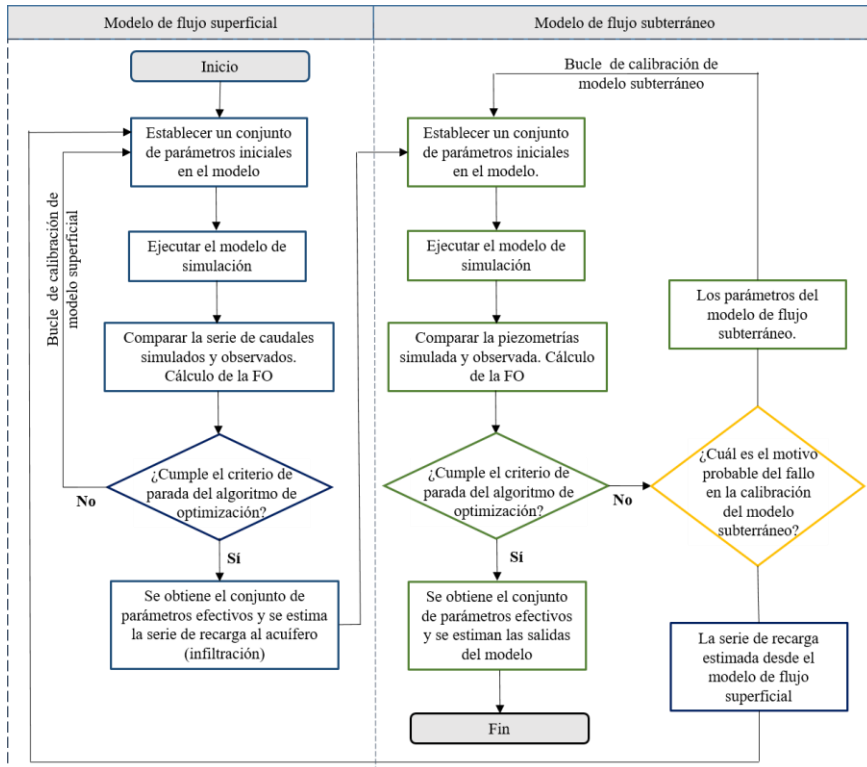 Modelo de flujo superficial
Modelo de flujo subterráneo
Inicio
Establecer un conjunto
de parámetros iniciales
en el modelo
Ejecutar el modelo de
simulación
Comparar la serie de caudales
simulados y observados.
Cálculo de la FO
¿Cumple el criterio de
parada del algoritmo de
optimización?
No
Sí
Bucle de calibración de
modelo superficial
Se obtiene el conjunto de
parámetros efectivos y se estima
la serie de recarga al acuífero
(infiltración)
Bucle de calibración de
modelo subterráneo
Establecer un conjunto
de parámetros iniciales
en el modelo.
Ejecutar el modelo de
simulación
Comparar la piezometrías
simulada y observada. Cálculo
de la FO
¿Cumple el criterio de
parada del algoritmo de
optimización?
No
Sí
Se obtiene el conjunto
de parámetros efectivos
y se estiman las salidas
del modelo
Fin
Los parámetros del
modelo de flujo
subterráneo.
¿Cuál es el motivo
probable del fallo
en la calibración
del modelo
subterráneo?
La serie de recarga
estimada desde el
modelo de flujo
superficial